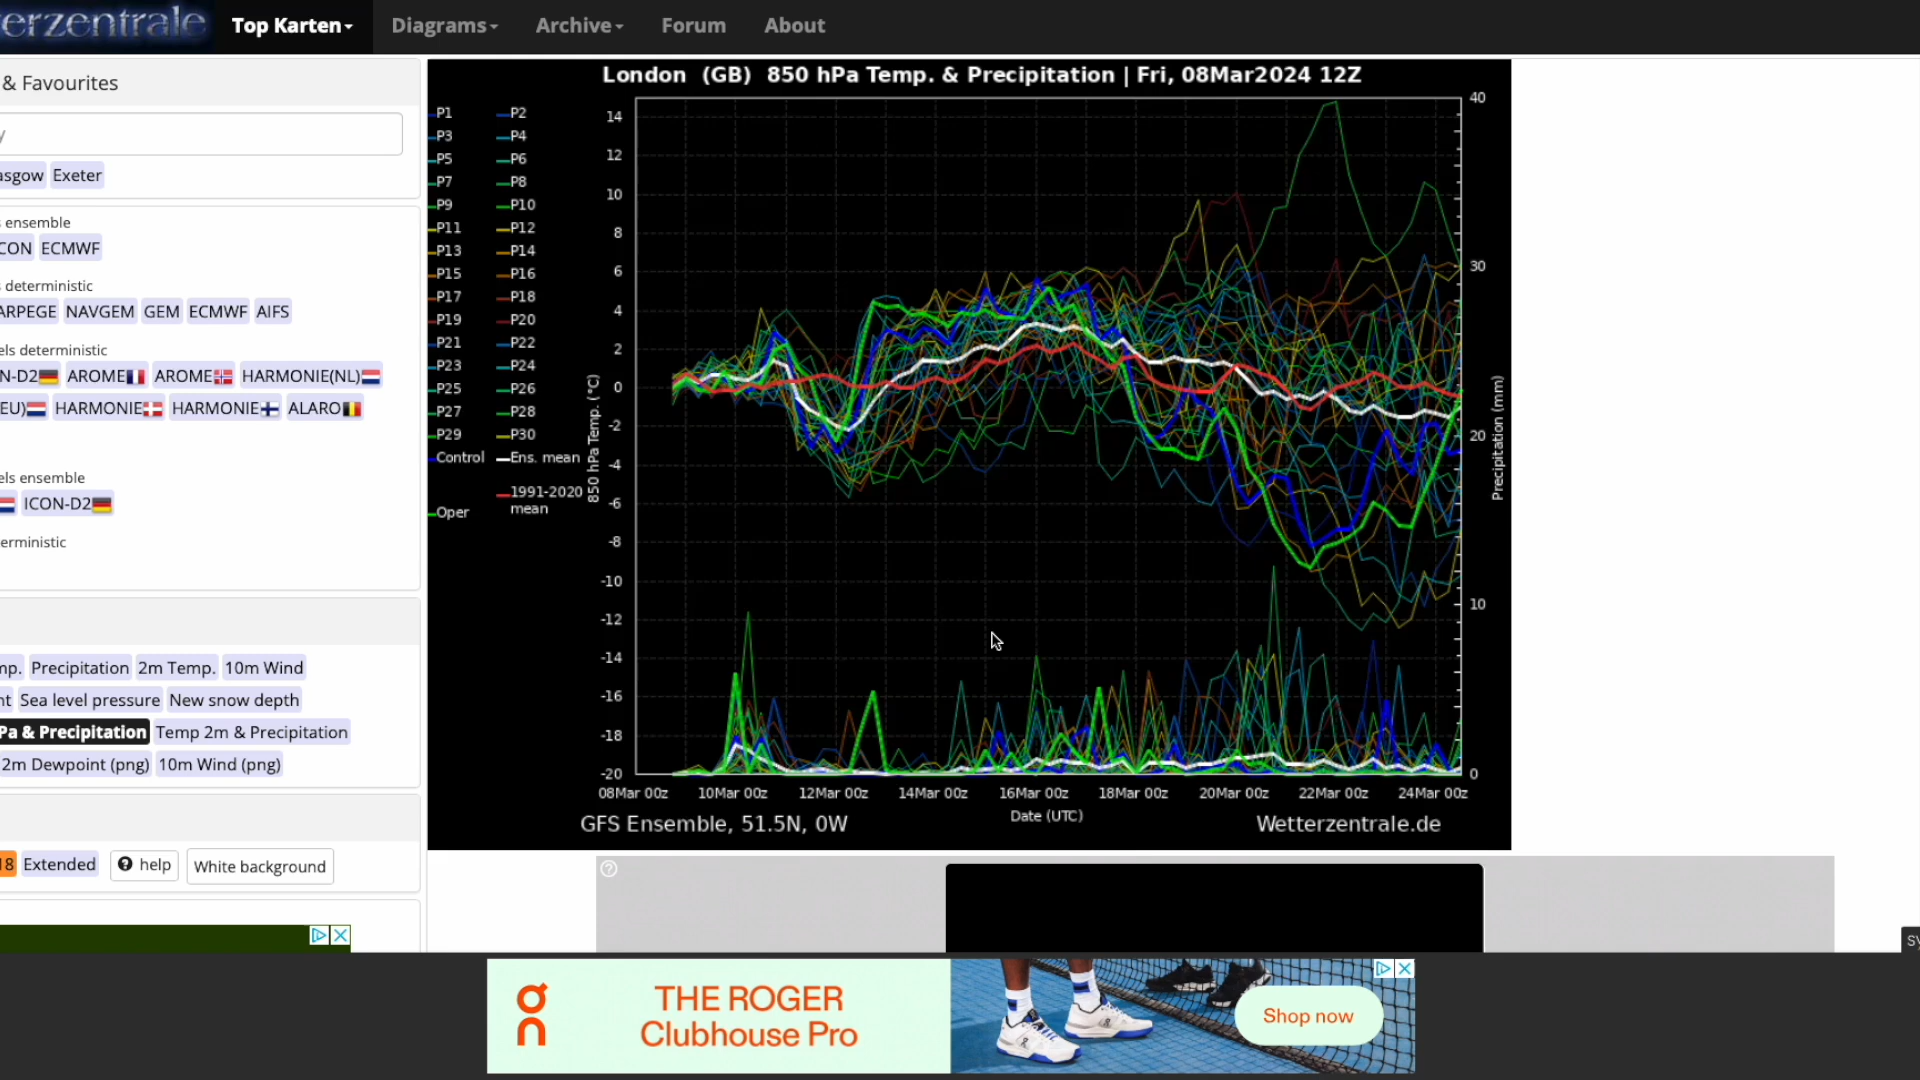 erzentrale Top Karten Diagrams Archive Forum About
& Favourites
y
asgow Exeter
s ensemble
CON ECMWF
s deterministic
ARPEGE NAVGEM GEM ECMWF AIFS
els deterministic
N-D2 AROME AROME HARMONIE(NL)
EU) HARMONIE HARMONIE ALARO
els ensemble
ICON-D2
erministic
mp. Precipitation 2m Temp. 10m Wind
nt Sea level pressure New snow depth
Pa & Precipitation Temp 2m & Precipitation
2m Dewpoint (png) 10m Wind (png)
18 Extended ? help White background
London (GB) 850 hPa Temp. & Precipitation | Fri, 08Mar2024 12Z
P1 P2
P3 P4
P5 P6
P7 P8
P9 P10
P11 P12
P13 P14
P15 P16
P17 P18
P19 P20
P21 P22
P23 P24
P25 P26
P27 P28
P29 P30
Control Ens. mean
1991-2020
mean
Oper
850 hPa Temp. (°C)
14
12
10
8
6
4
2
0
-2
-4
-6
-8
-10
-12
-14
-16
-18
-20
40
30
20
10
0
Precipitation (mm)
08Mar 00z 10Mar 00z 12Mar 00z 14Mar 00z 16Mar 00z 18Mar 00z 20Mar 00z 22Mar 00z 24Mar 00z
Date (UTC)
GFS Ensemble, 51.5N, 0W Wetterzentrale.de
?
sy
on
THE ROGER
Clubhouse Pro
Shop now